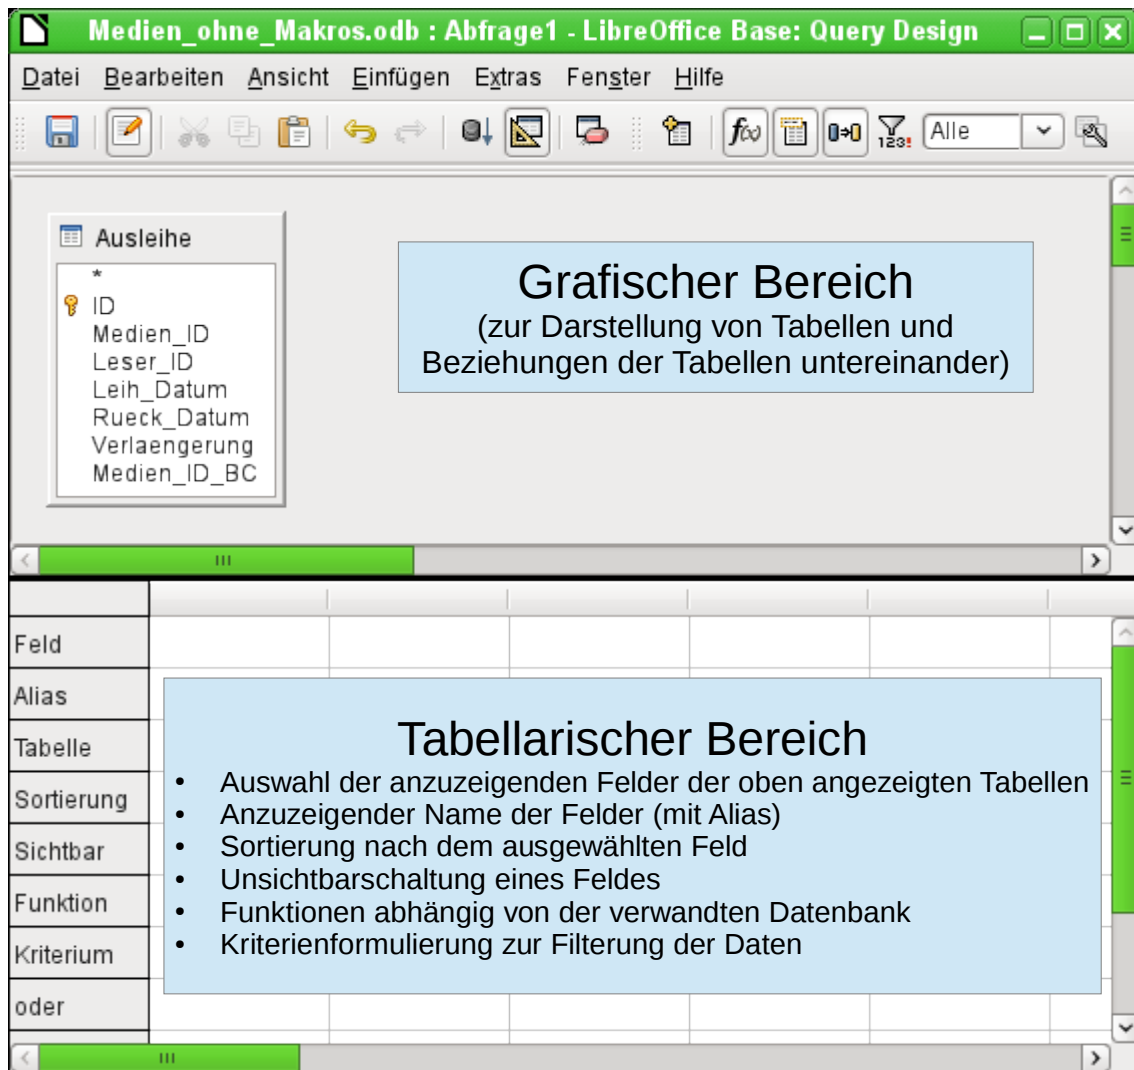 Medien_ohne_Makros.odb : Abfrage1 - LibreOffice Base: Query Design
Datei Bearbeiten Ansicht Einfügen Extras Fenster Hilfe
Alle
Ausleihe
*
ID
Medien_ID
Leser_ID
Leih_Datum
Rueck_Datum
Verlaengerung
Medien_ID_BC
Grafischer Bereich
(zur Darstellung von Tabellen und
Beziehungen der Tabellen untereinander)
Feld
Alias
Tabelle
Sortierung
Sichtbar
Funktion
Kriterium
oder
Tabellarischer Bereich
• Auswahl der anzuzeigenden Felder der oben angezeigten Tabellen
• Anzuzeigender Name der Felder (mit Alias)
• Sortierung nach dem ausgewählten Feld
• Unsichtbarschaltung eines Feldes
• Funktionen abhängig von der verwandten Datenbank
• Kriterienformulierung zur Filterung der Daten